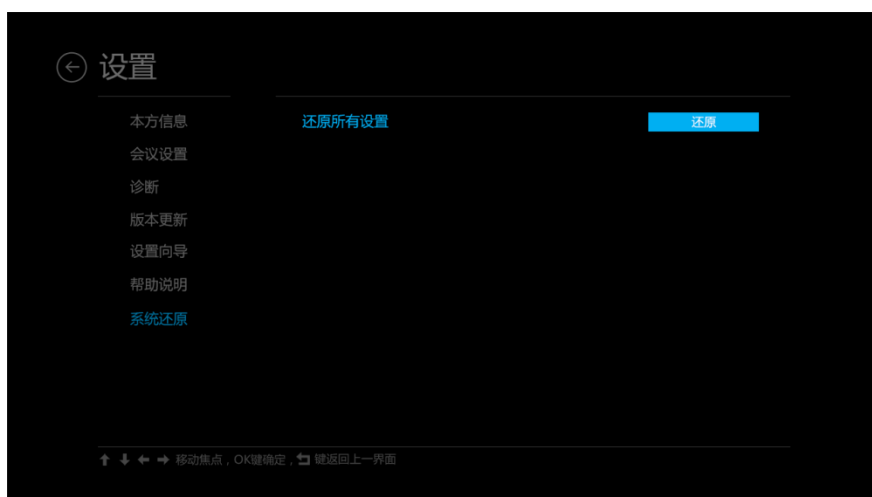 设置
本方信息
还原所有设置 还原
会议设置
诊断
版本更新
设置向导
帮助说明
系统还原
移动焦点，OK键确定，键返回上一界面